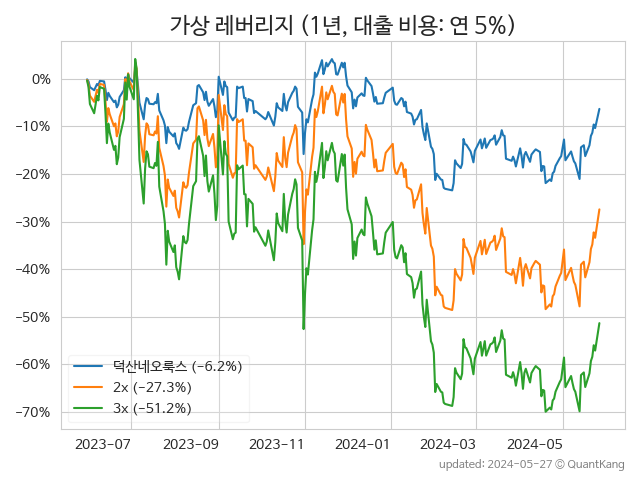 가상 레버리지 (1년, 대출 비용: 연 5%)
0%
−10%
−20%
−30%
−40%
−50%
−60%
−70%
덕산네오룩스 (−6.2%)
2x (−27.3%)
3x (−51.2%)
2023-07 2023-09 2023-11 2024-01 2024-03 2024-05
updated: 2024-05-27 © QuantKang